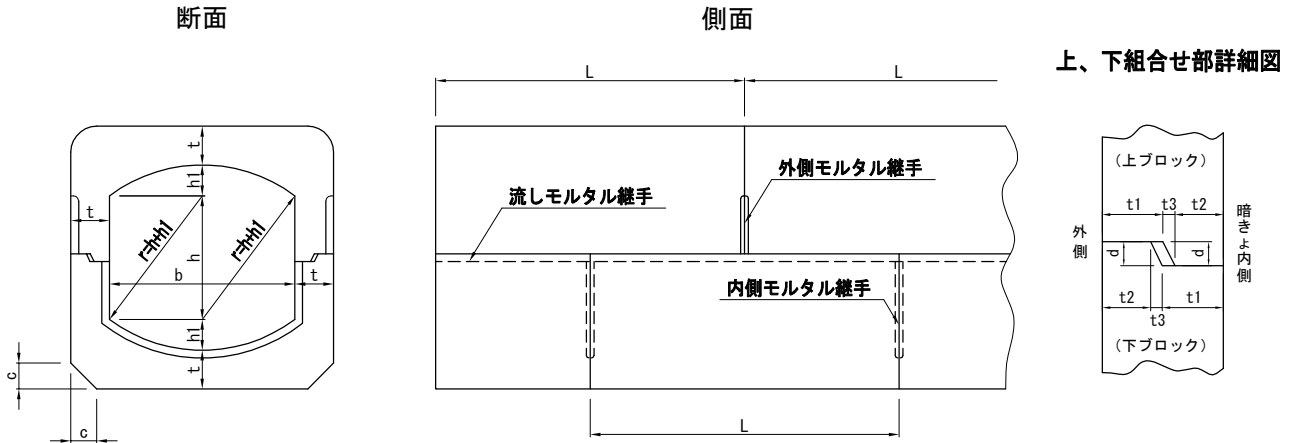 断面
側面
上、下組合せ部詳細図
L
L
t
h1
外側モルタル継手
流しモルタル継手
t
r=h+h1
r=h+h1
h
b
t
内側モルタル継手
h1
t
c
c
L
(上ブロック)
t1
t3
t2
外側
d
d
暗きょ内側
t2
t1
t3
(下ブロック)